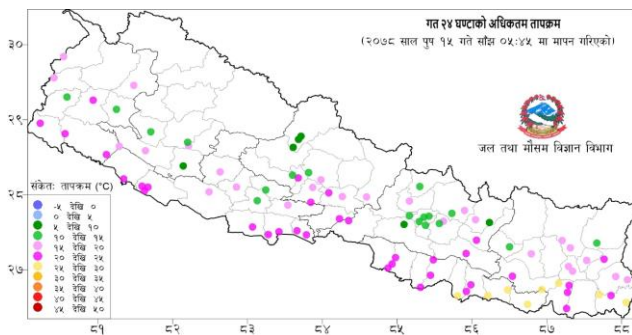 गत २४ घण्टाको अधिकतम तापक्रम
(२०७८ साल पुष १५ गते साँझ ०५:४५ मा मापन गरिएको)
जल तथा मौसम विज्ञान विभाग
३०
२९
२८
२७
संकेतः तापक्रम (°C)
-५ देखि ०
० देखि ५
५ देखि १०
१० देखि १५
१५ देखि २०
२० देखि २५
२५ देखि ३०
३० देखि ३५
३५ देखि ४०
४० देखि ४५
४५ देखि ५०
८१ ८२ ८३ ८४ ८५ ८६ ८७ ८८